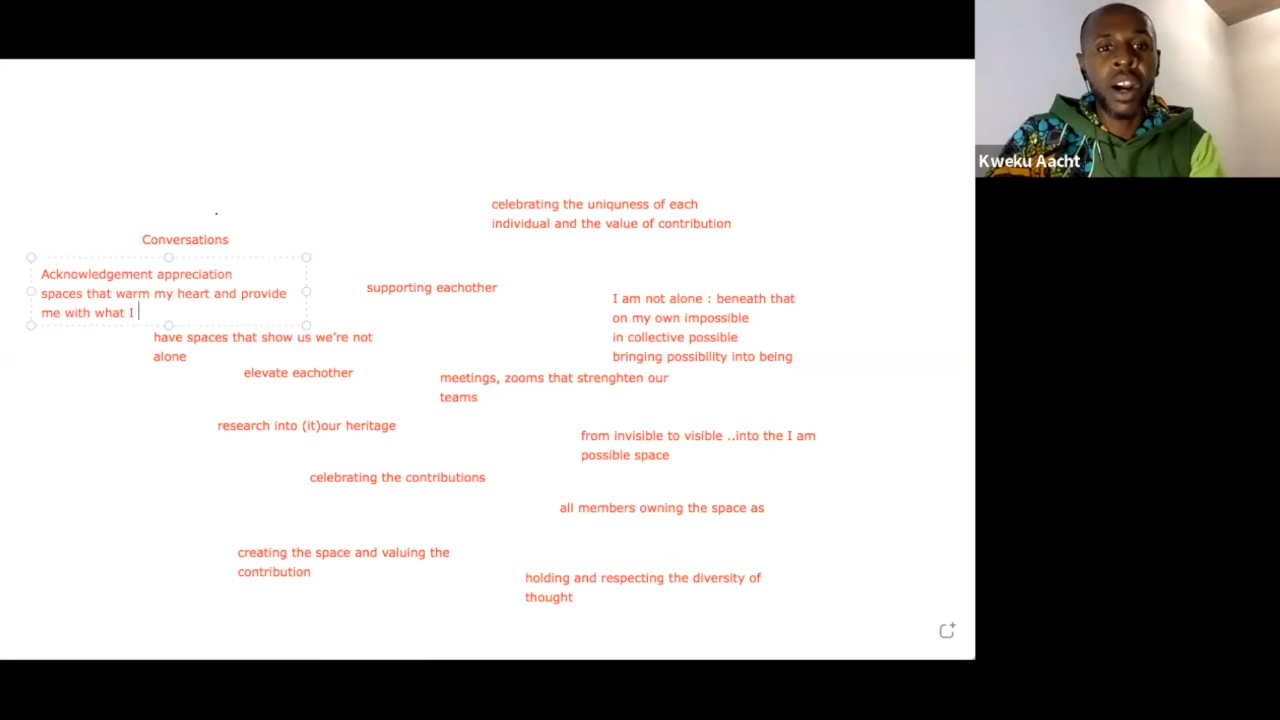 Kweku Aacht
celebrating the uniquness of each
individual and the value of contribution
Conversations
Acknowledgement appreciation
spaces that warm my heart and provide
me with what I
supporting eachother
I am not alone : beneath that
on my own impossible
in collective possible
bringing possibility into being
have spaces that show us we’re not
alone
elevate eachother
meetings, zooms that strenghten our
teams
research into (it)our heritage
from invisible to visible ..into the I am
possible space
celebrating the contributions
all members owning the space as
creating the space and valuing the
contribution
holding and respecting the diversity of
thought